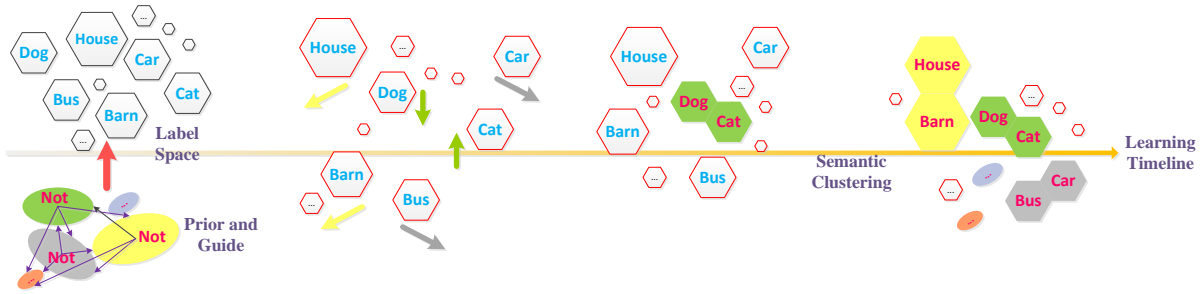 ...
House
Dog
Car
Bus
Cat
Barn
...
Label
Space
Not
...
Not
Not
...
Prior and
Guide
House
...
Car
Dog
Cat
Barn
...
Bus
House
Car
...
Dog
Cat
Barn
...
Bus
Semantic
Clustering
House
...
Barn
Dog
Cat
...
...
Car
Bus
...
Learning
Timeline